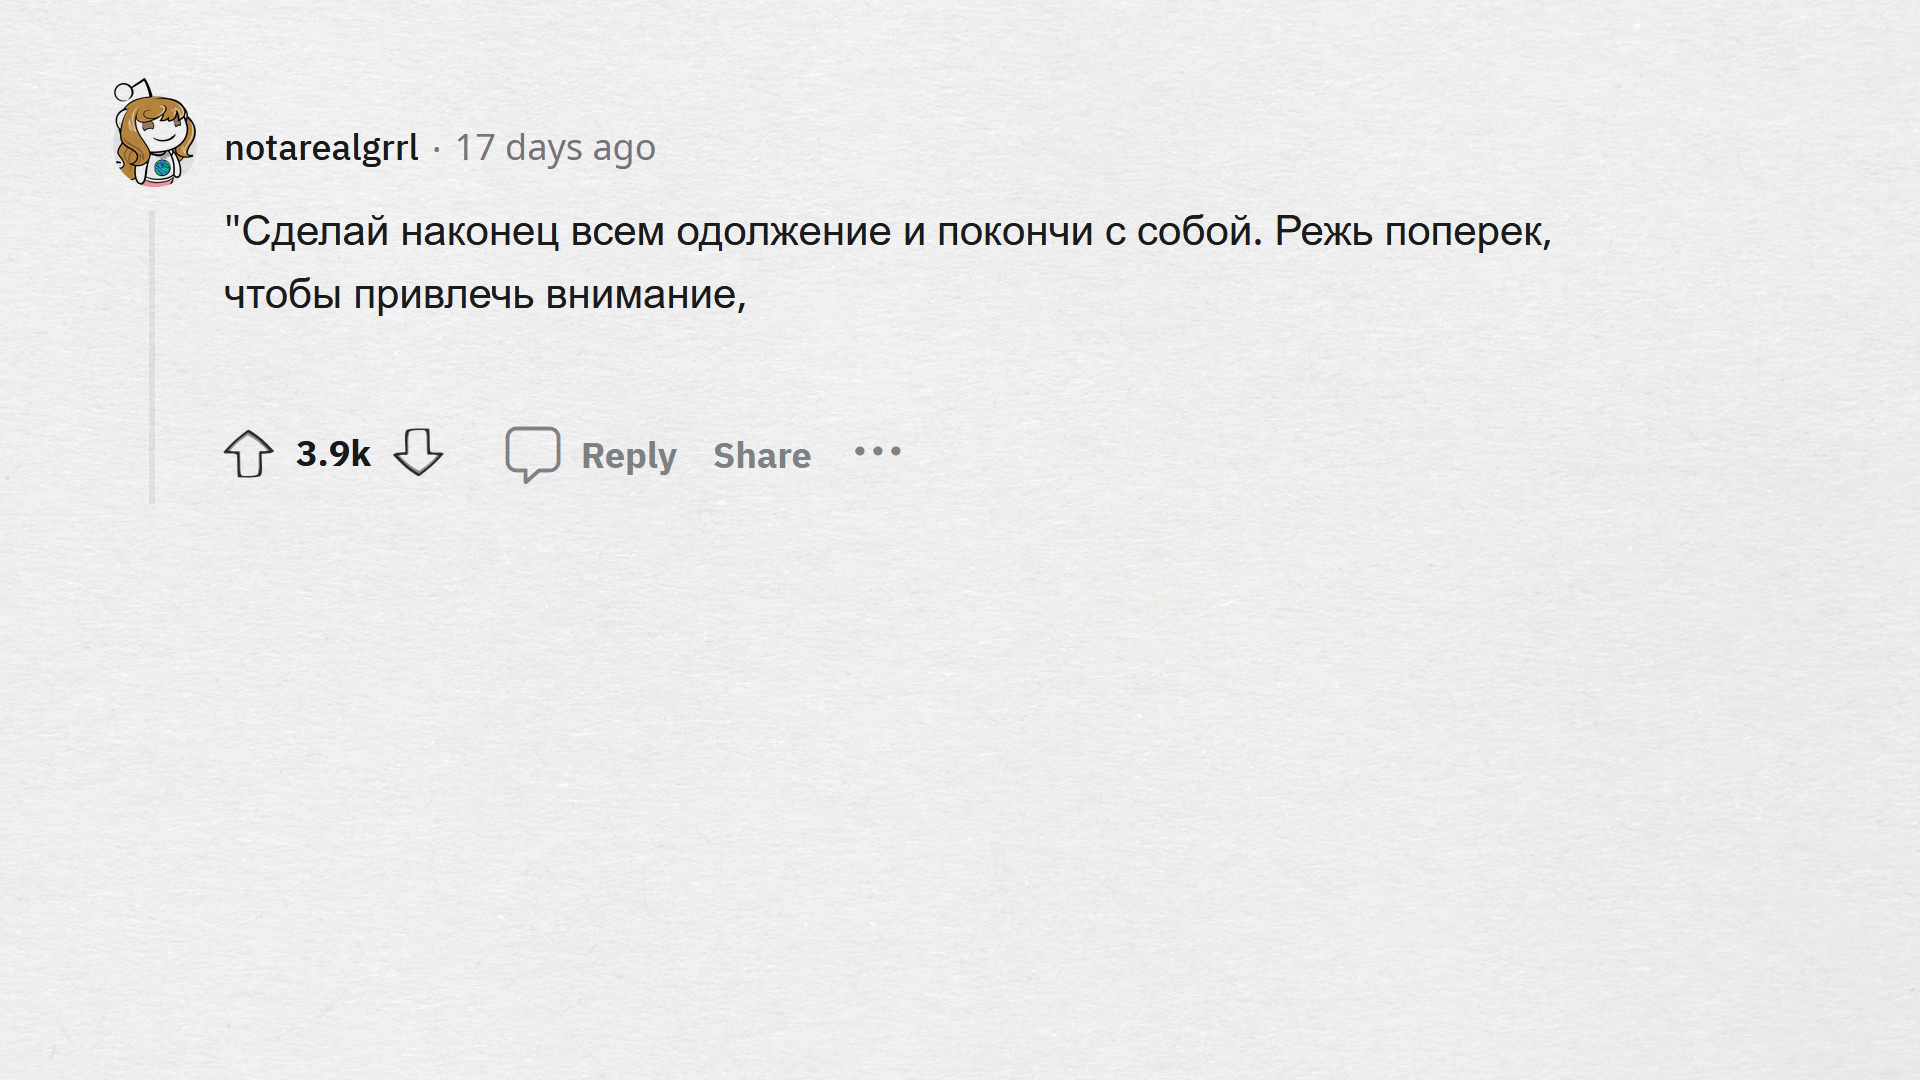 notarealgrrl · 17 days ago
"Сделай наконец всем одолжение и покончи с собой. Режь поперек,
чтобы привлечь внимание,
3.9k Reply Share